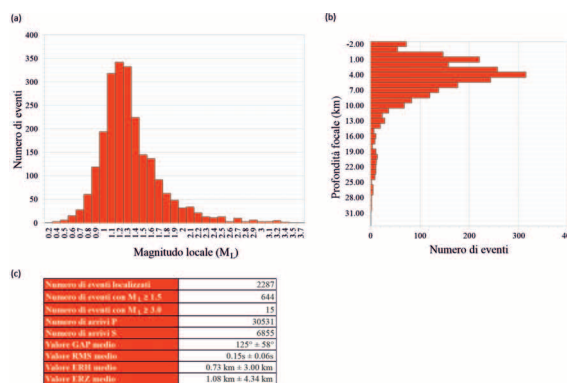 (a)
Numero di eventi
400
350
300
250
200
150
100
50
0
0.2 0.4 0.5 0.6 0.7 0.8 0.9 1 1.1 1.2 1.3 1.4 1.5 1.6 1.7 1.8 1.9 2 2.1 2.2 2.3 2.4 2.5 2.6 2.7 2.8 2.9 3 3.1 3.2 3.4 3.5 3.7
Magnitudo locale (ML)
(b)
Profondità focale (km)
-2.00
1.00
4.00
7.00
10.00
13.00
16.00
19.00
22.00
25.00
28.00
31.00
0 100 200 300
Numero di eventi
(c)
Numero di eventi localizzati 2287
Numero di eventi con ML ≥ 1.5 644
Numero di eventi con ML ≥ 3.0 15
Numero di arrivi P 30531
Numero di arrivi S 6855
Valore GAP medio 125° ± 58°
Valore RMS medio 0.15s ± 0.06s
Valore ERH medio 0.73 km ± 3.00 km
Valore ERZ medio 1.08 km ± 4.34 km